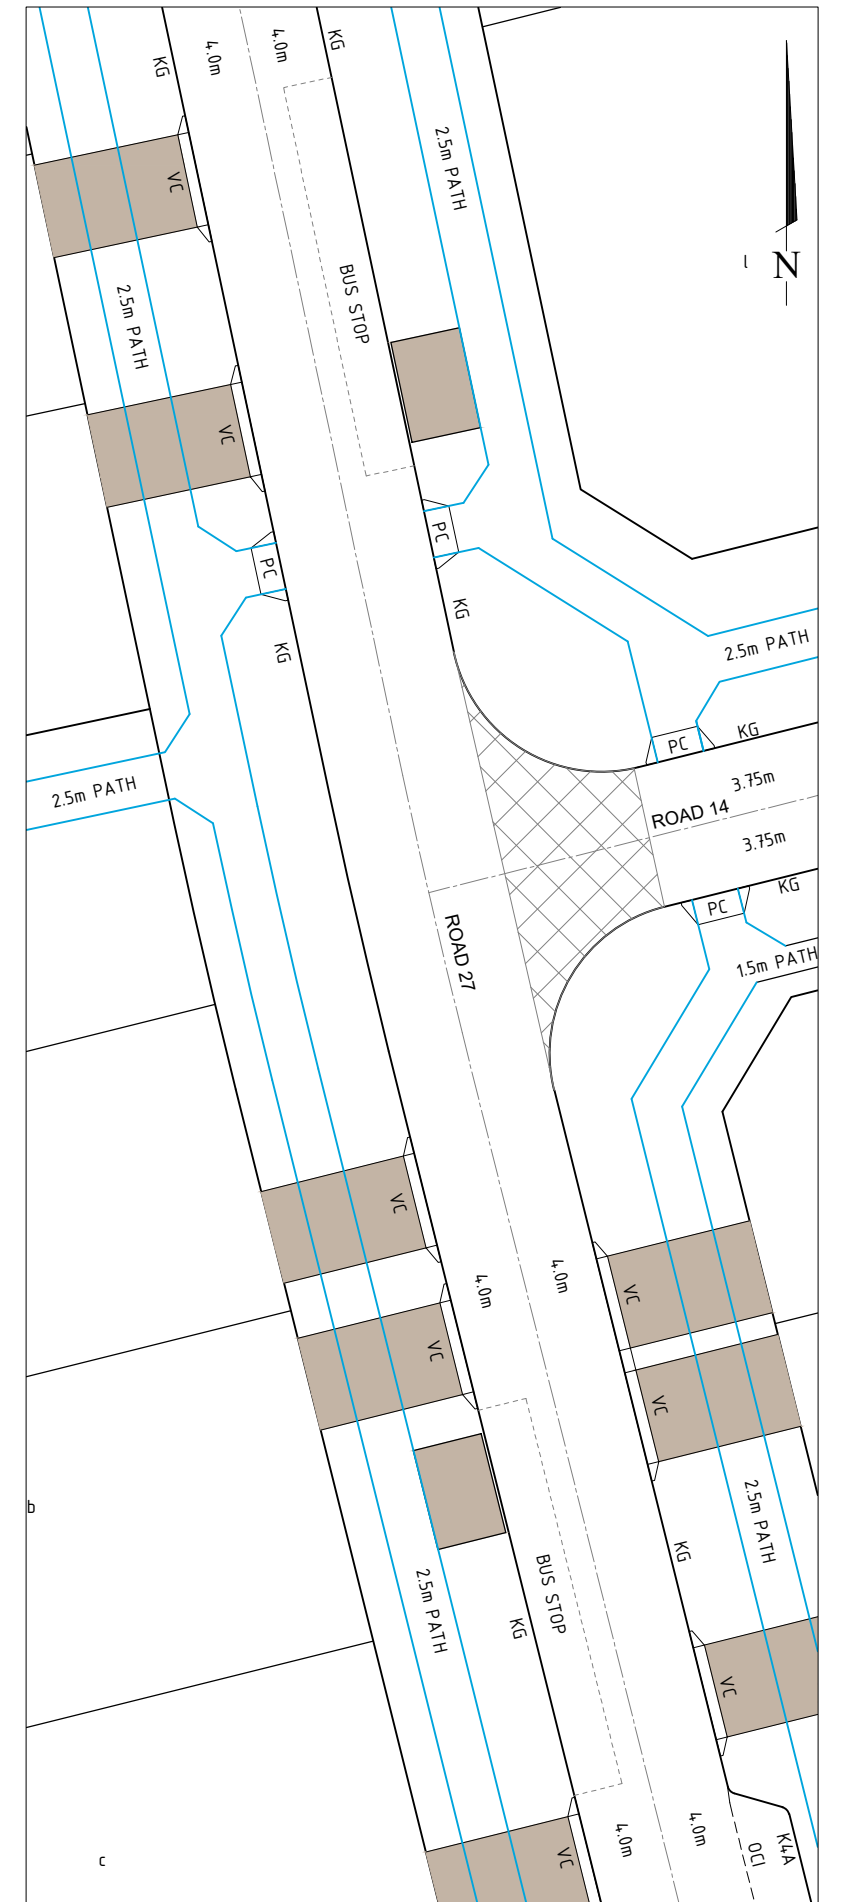 KG
4.0m
4.0m
KG
2.5m PATH
VC
l
N
2.5m PATH
BUS STOP
VC
PC
PC
KG
KG
2.5m PATH
KG
PC
2.5m PATH
3.75m
ROAD 14
3.75m
KG
PC
ROAD 27
1.5m PATH
VC
4.0m
4.0m
VC
VC
VC
b
2.5m PATH
KG
BUS STOP
2.5m PATH
KG
VC
4.0m
4.0m
OCI
K4A
VC
c